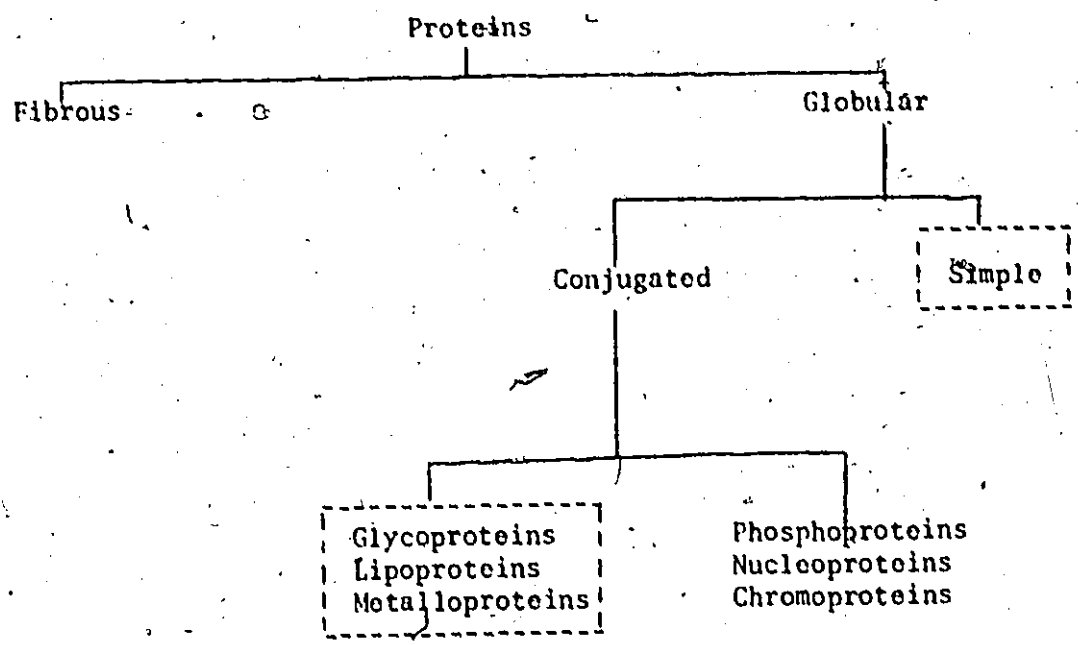 Proteins
Fibrous
Globular
Conjugated
Simple
Glycoproteins
Lipoproteins
Metalloproteins
Phosphoproteins
Nucleoproteins
Chromoproteins